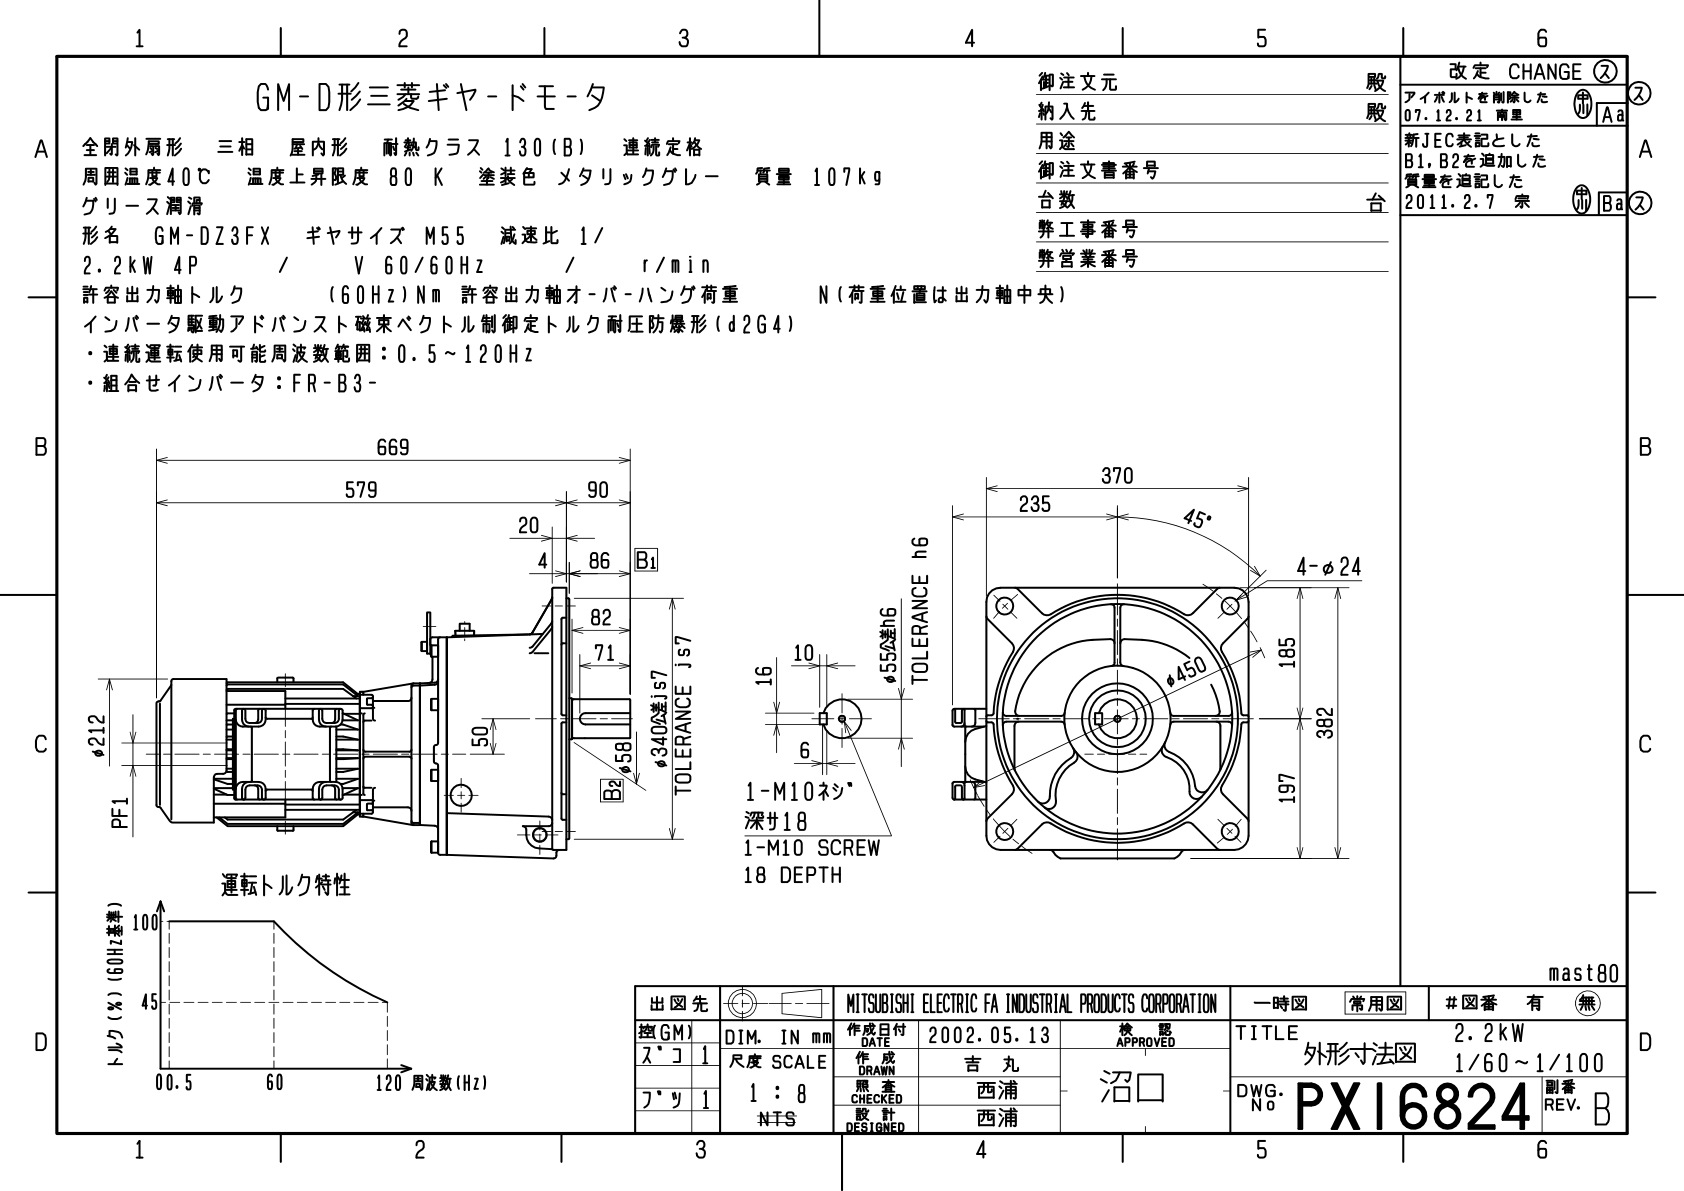 1 2 3 4 5 6
GM-D形三菱ギヤードモータ
全閉外扇形 三相 屋内形 耐熱クラス 130(B) 連続定格
周囲温度40℃ 温度上昇限度 80 K 塗装色 メタリックグレー 質量 107kg
グリース潤滑
形名 GM-DZ3FX ギヤサイズ M55 減速比 1/
2.2kW 4P / V 60/60Hz / r/min
許容出力軸トルク (60Hz)Nm 許容出力軸オーバーハング荷重 N(荷重位置は出力軸中央)
インバータ駆動アドバンスト磁束ベクトル制御定トルク耐圧防爆形(d2G4)
・連続運転使用可能周波数範囲:0.5~120Hz
・組合せインバータ:FR-B3-
御注文元 殿
納入先 殿
用途
御注文書番号
台数 台
弊工事番号
弊営業番号
改定 CHANGE ス
アイボルトを削除した
07.12.21 南里 Aa ス
新JEC表記とした
B1,B2を追加した
質量を追記した
2011.2.7 宗 Ba ス
A A
B B
C C
D D
669
579 90
20
4 86 B1
82
71
50
φ212
PF1
φ58
B2
φ340公差js7
TOLERANCE js7
10
16
6
φ55公差h6
TOLERANCE h6
1-M10ネジ
深サ18
1-M10 SCREW
18 DEPTH
370
235
45°
4-φ24
φ450
185
382
197
運転トルク特性
トルク(%)(60Hz基準)
100
45
00.5 60 120 周波数(Hz)
mast80
出図先
控(GM)
ズコ 1
ブツ 1
DIM. IN mm
尺度 SCALE
1 : 8
NTS
MITSUBISHI ELECTRIC FA INDUSTRIAL PRODUCTS CORPORATION
作成日付 DATE 2002.05.13
作成 DRAWN 吉丸
照査 CHECKED 西浦
設計 DESIGNED 西浦
検認 APPROVED
沼口
一時図 常用図 #図番 有 無
TITLE 外形寸法図
2.2kW
1/60~1/100
DWG. No PX16824
副番 REV. B
1 2 3 4 5 6